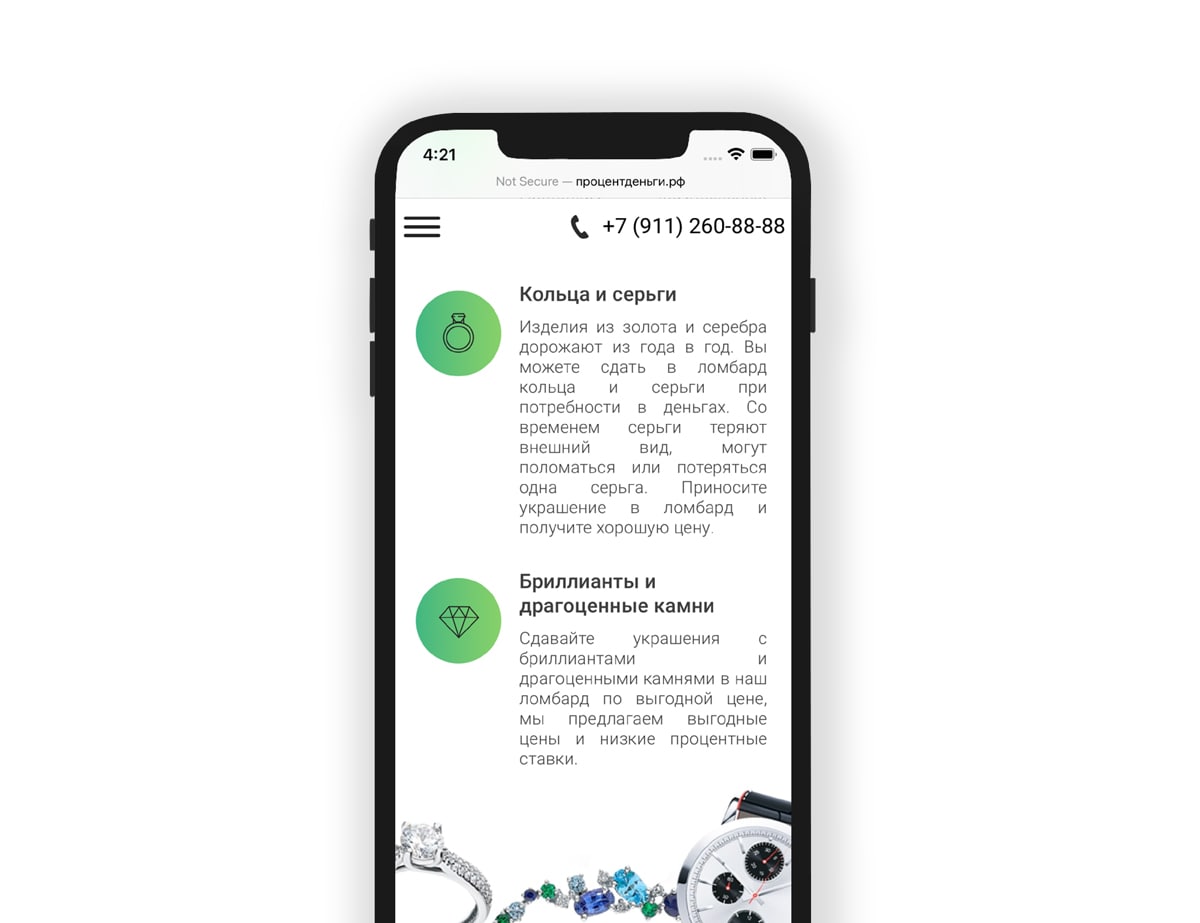 4:21
Not Secure — процентденьги.рф
+7 (911) 260-88-88
Кольца и серьги
Изделия из золота и серебра
дорожают из года в год. Вы
можете сдать в ломбард
кольца и серьги при
потребности в деньгах. Со
временем серьги теряют
внешний вид, могут
поломаться или потеряться
одна серьга. Приносите
украшение в ломбард и
получите хорошую цену.
Бриллианты и
драгоценные камни
Сдавайте украшения с
бриллиантами и
драгоценными камнями в наш
ломбард по выгодной цене,
мы предлагаем выгодные
цены и низкие процентные
ставки.